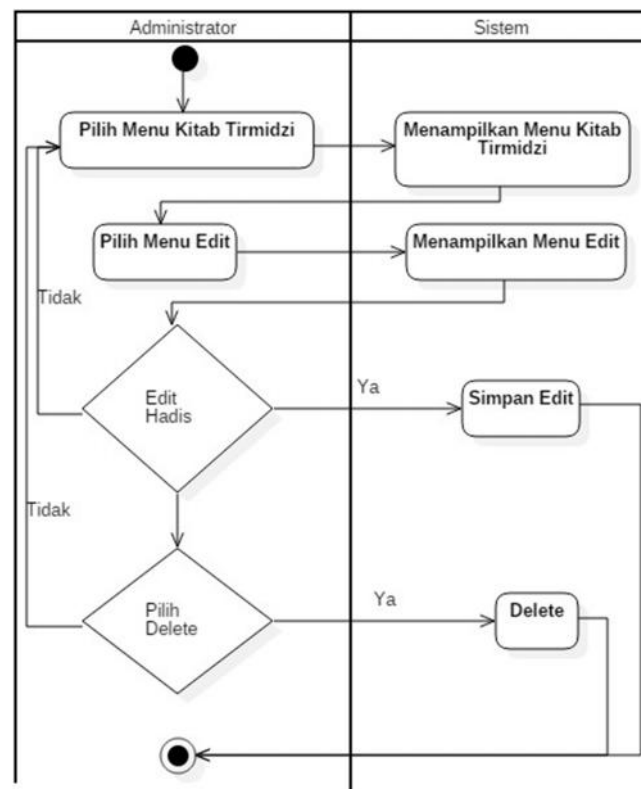 Administrator
Sistem
Pilih Menu Kitab Tirmidzi
Menampilkan Menu Kitab
Tirmidzi
Pilih Menu Edit
Menampilkan Menu Edit
Tidak
Edit
Hadis
Ya
Simpan Edit
Tidak
Pilih
Delete
Ya
Delete